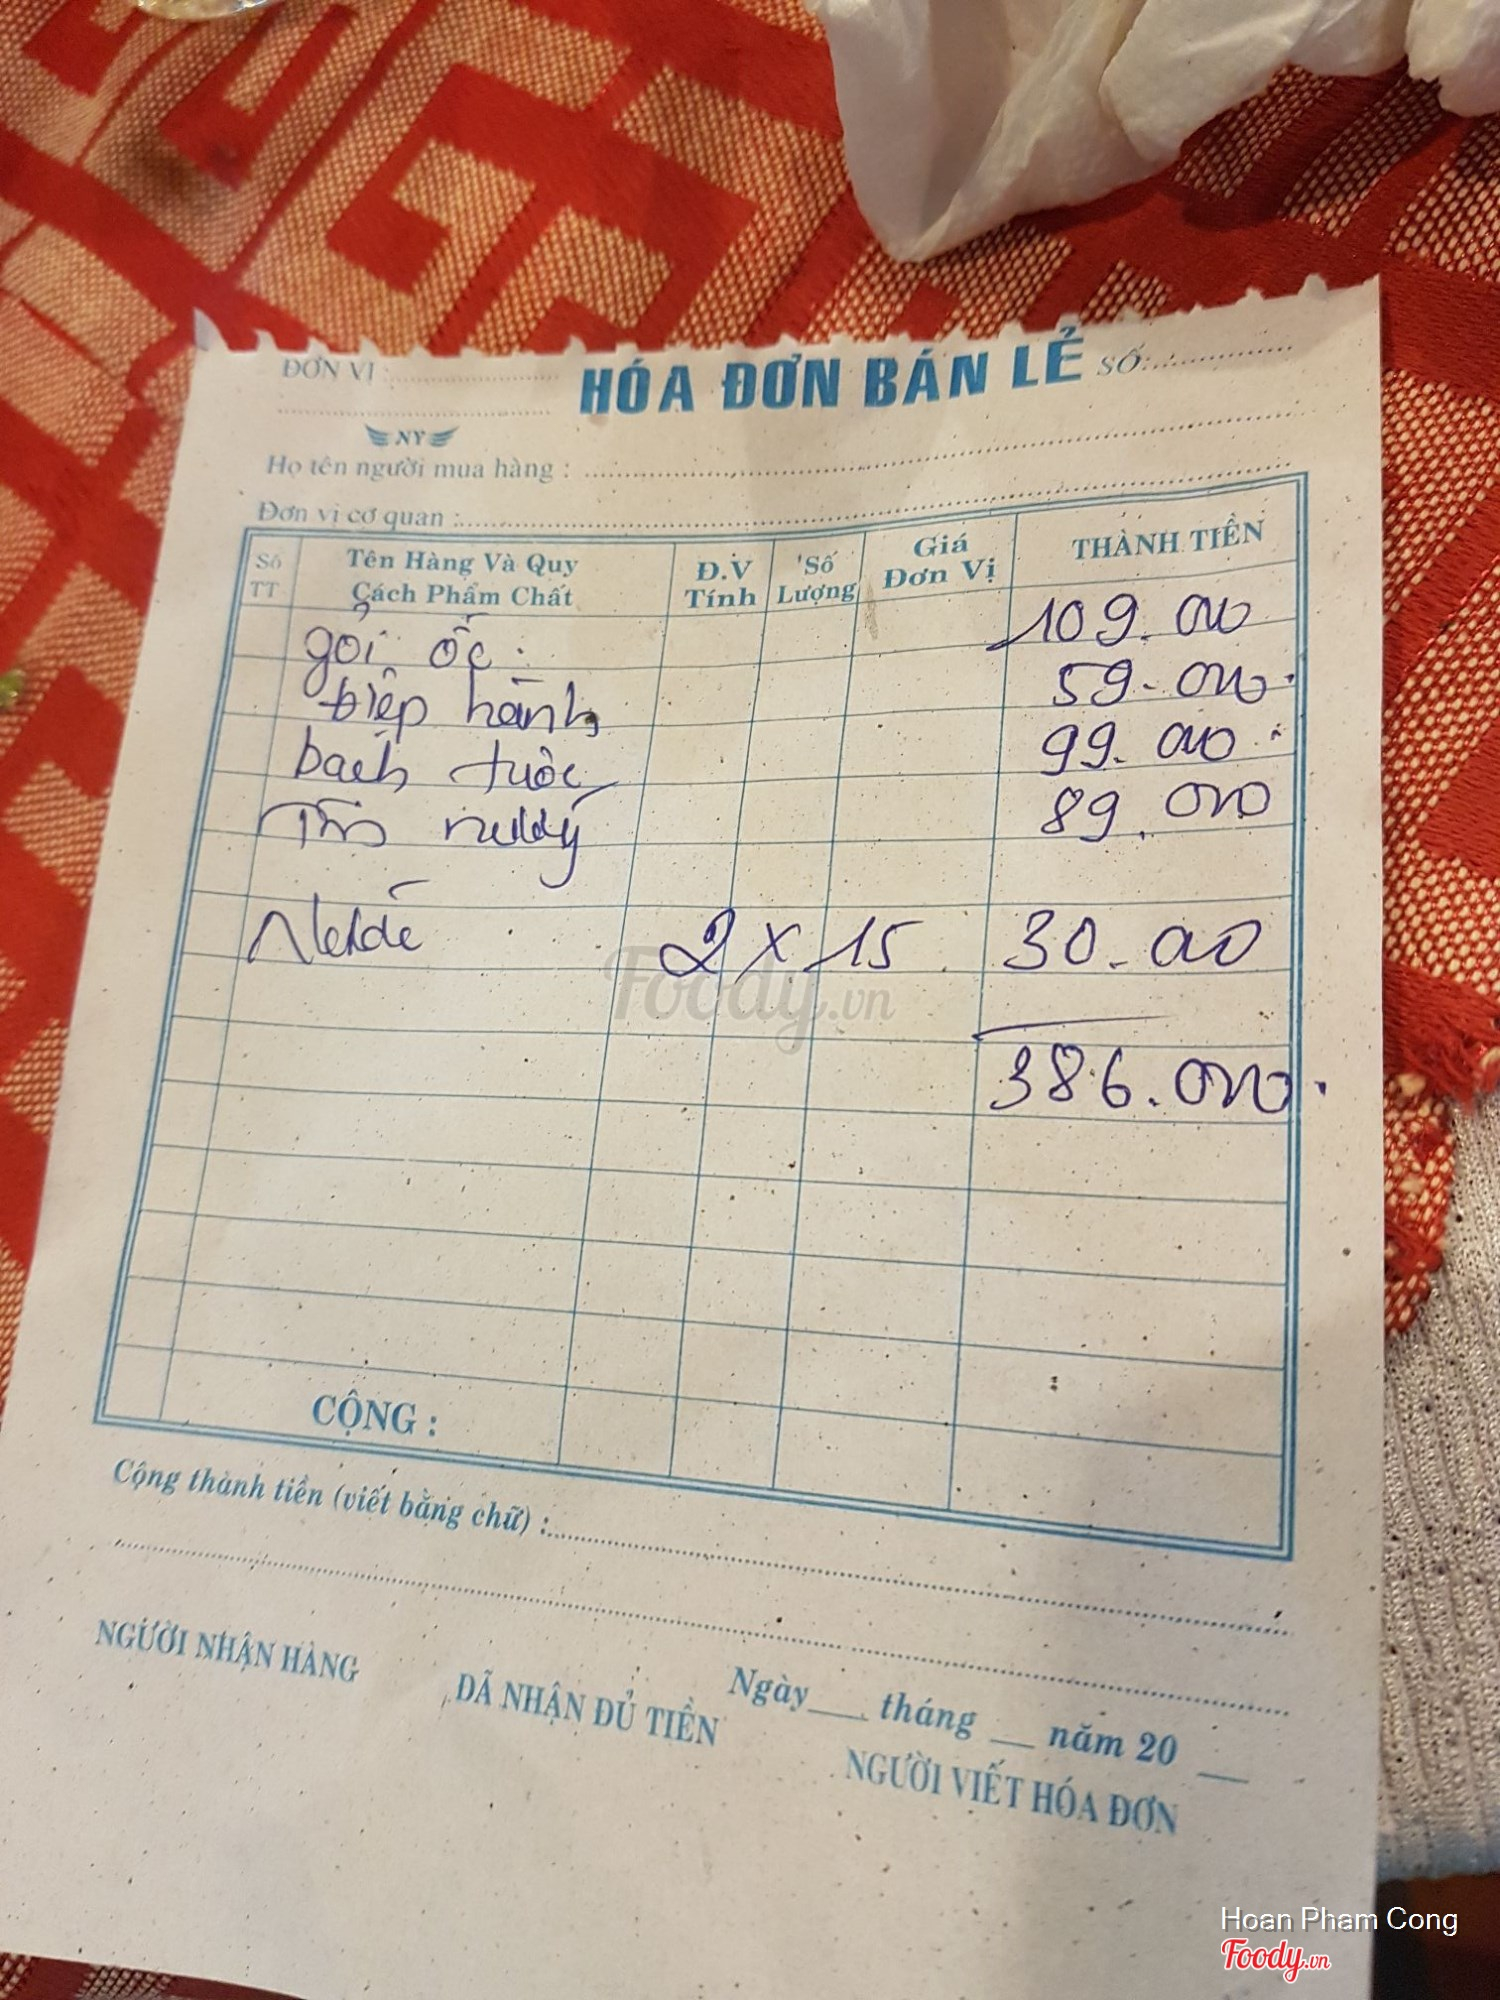 ĐƠN VỊ : HÓA ĐƠN BÁN LẺ SỐ:
NY
Họ tên người mua hàng :
Đơn vị cơ quan :
Số TT Tên Hàng Và Quy Cách Phẩm Chất Đ.V Tính Số Lượng Giá Đơn Vị THÀNH TIỀN
gỏi ốc. 109.000
điệp hành 59.000
bach tuôc 99.000
Tôm 89.000
2 x 15 30.000
386.000
CỘNG :
Cộng thành tiền (viết bằng chữ) :
NGƯỜI NHẬN HÀNG ĐÃ NHẬN ĐỦ TIỀN Ngày tháng năm 20
NGƯỜI VIẾT HÓA ĐƠN
Foody.vn
Hoan Pham Cong
Foody.vn